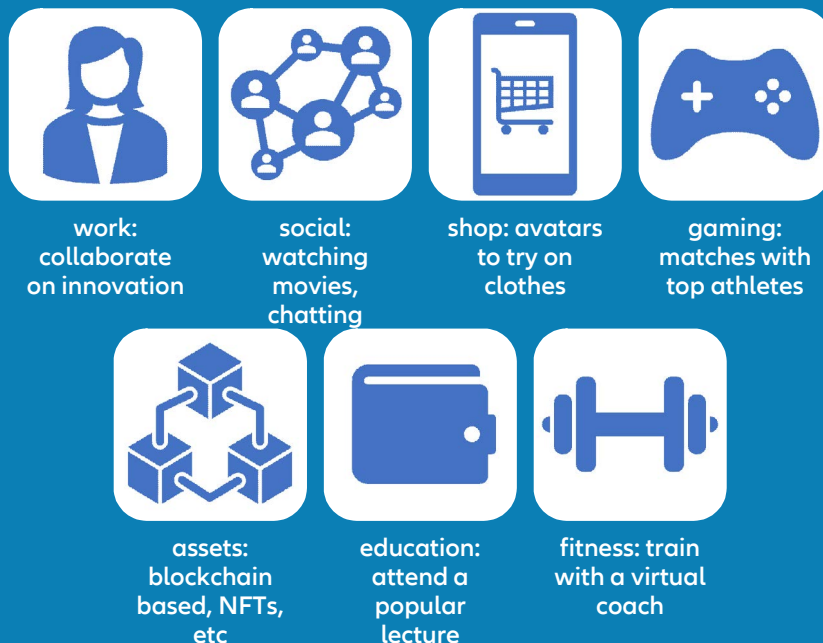 work:
collaborate
on innovation
social:
watching
movies,
chatting
shop: avatars
to try on
clothes
gaming:
matches with
top athletes
assets:
blockchain
based, NFTs,
etc
education:
attend a
popular
lecture
fitness: train
with a virtual
coach